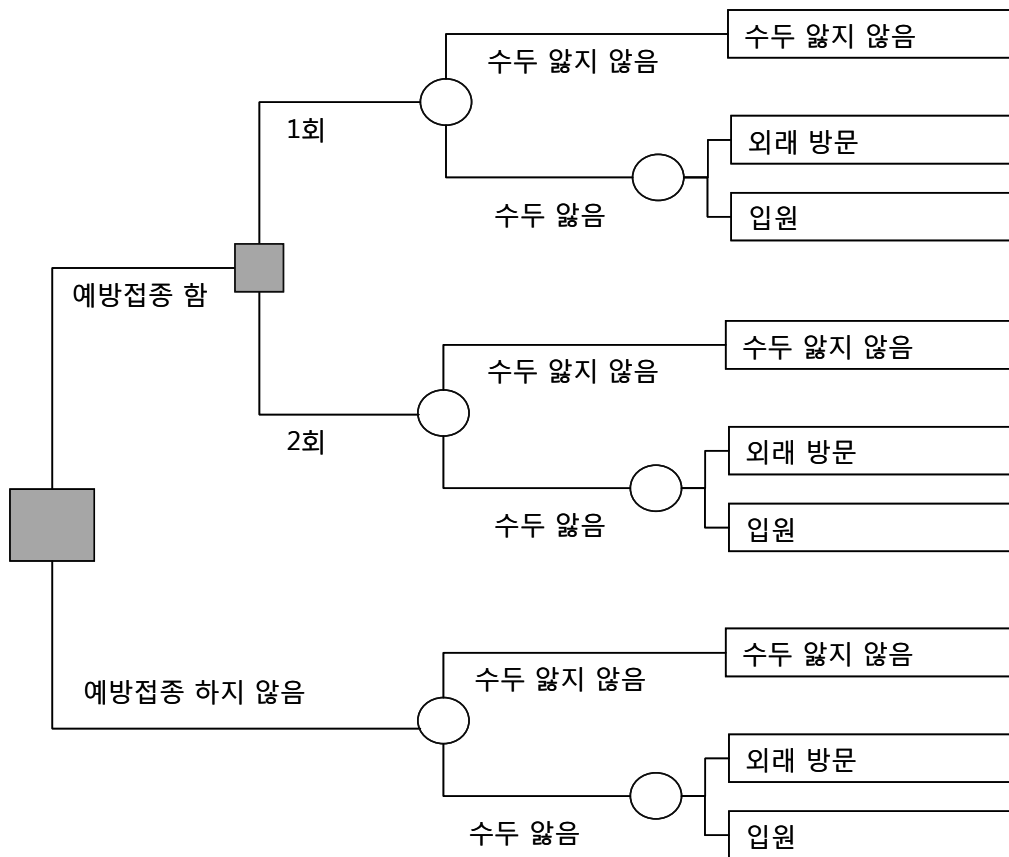 수두 앓지 않음
수두 앓지 않음
1회
외래 방문
수두 앓음
입원
예방접종 함
수두 앓지 않음
수두 앓지 않음
2회
외래 방문
수두 앓음
입원
수두 앓지 않음
수두 앓지 않음
예방접종 하지 않음
외래 방문
수두 앓음
입원